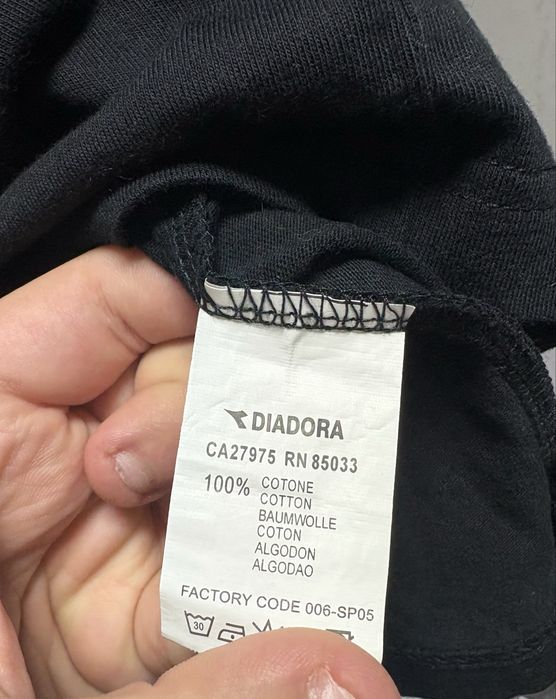 DIADORA
CA27975 RN 85033
100% COTONE
COTTON
BAUMWOLLE
COTON
ALGODON
ALGODAO
FACTORY CODE 006-SP05
30